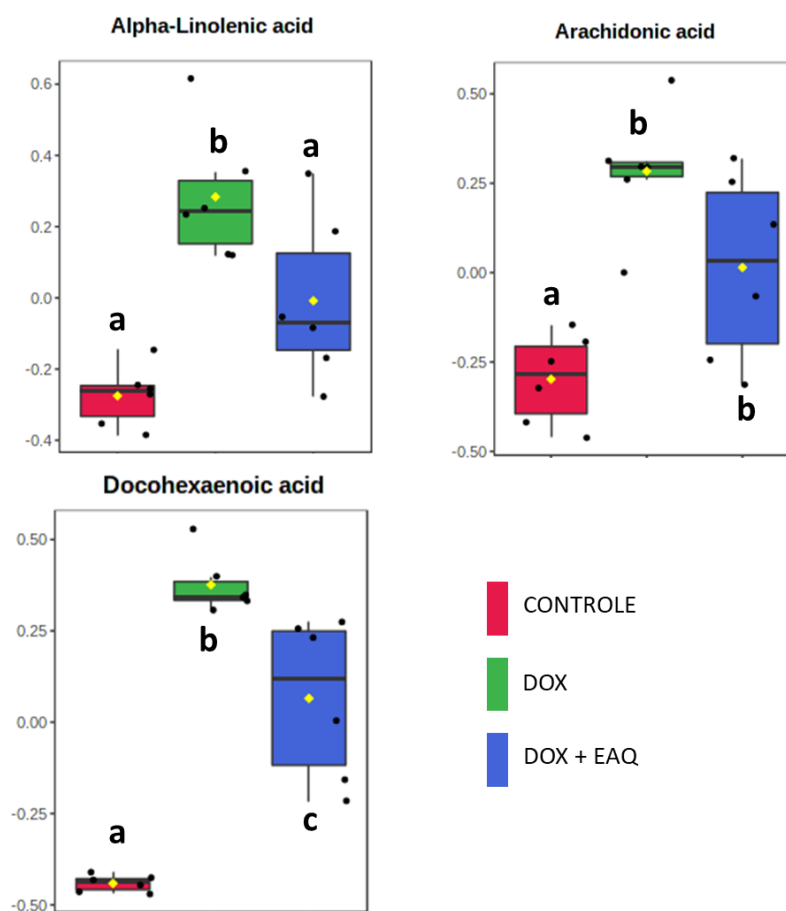 Alpha-Linolenic acid
0.6
0.4
0.2
0.0
-0.2
-0.4
a
b
a
Arachidonic acid
0.50
0.25
0.00
-0.25
-0.50
a
b
b
Docohexaenoic acid
0.50
0.25
0.00
-0.25
-0.50
a
b
c
CONTROLE
DOX
DOX + EAQ